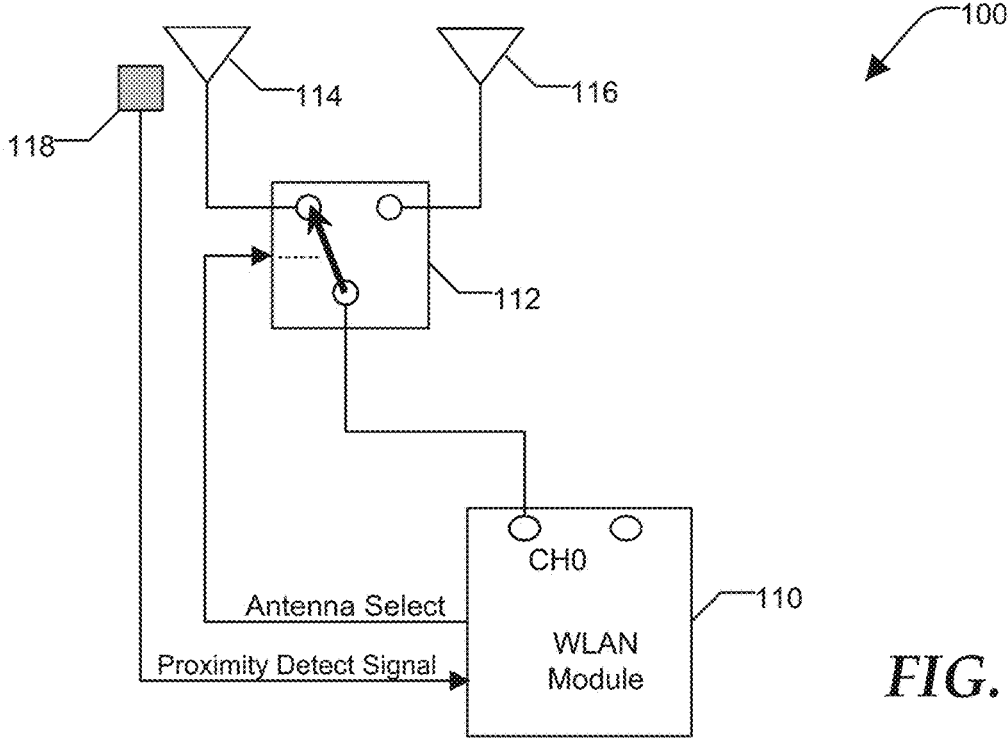 100
114
116
118
112
CH0
Antenna Select
110
WLAN
Module
Proximity Detect Signal
FIG.